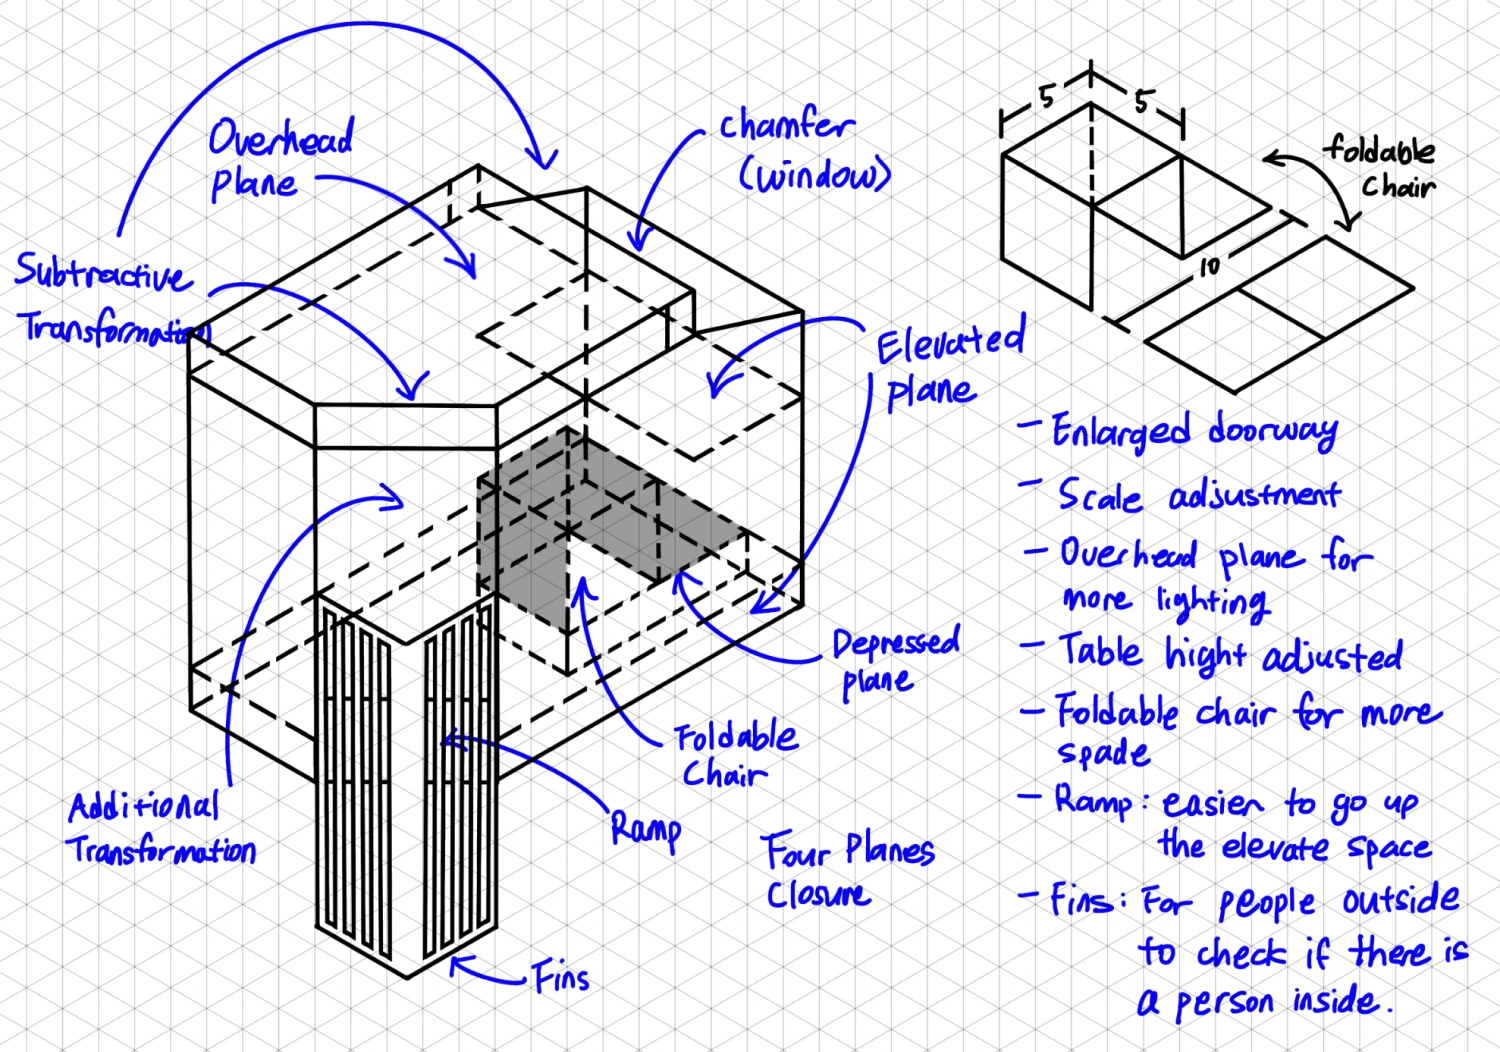 Overhead
plane
chamfer
(window)
Subtractive
Transformation
Elevated
plane
Additional
Transformation
Depressed
plane
Foldable
Chair
Ramp
Fins
Four Planes
Closure
5
5
10
foldable
Chair
- Enlarged doorway
- Scale adjustment
- Overhead plane for
more lighting
- Table hight adjusted
- Foldable chair for more
spade
- Ramp: easier to go up
the elevate space
- Fins: For people outside
to check if there is
a person inside.